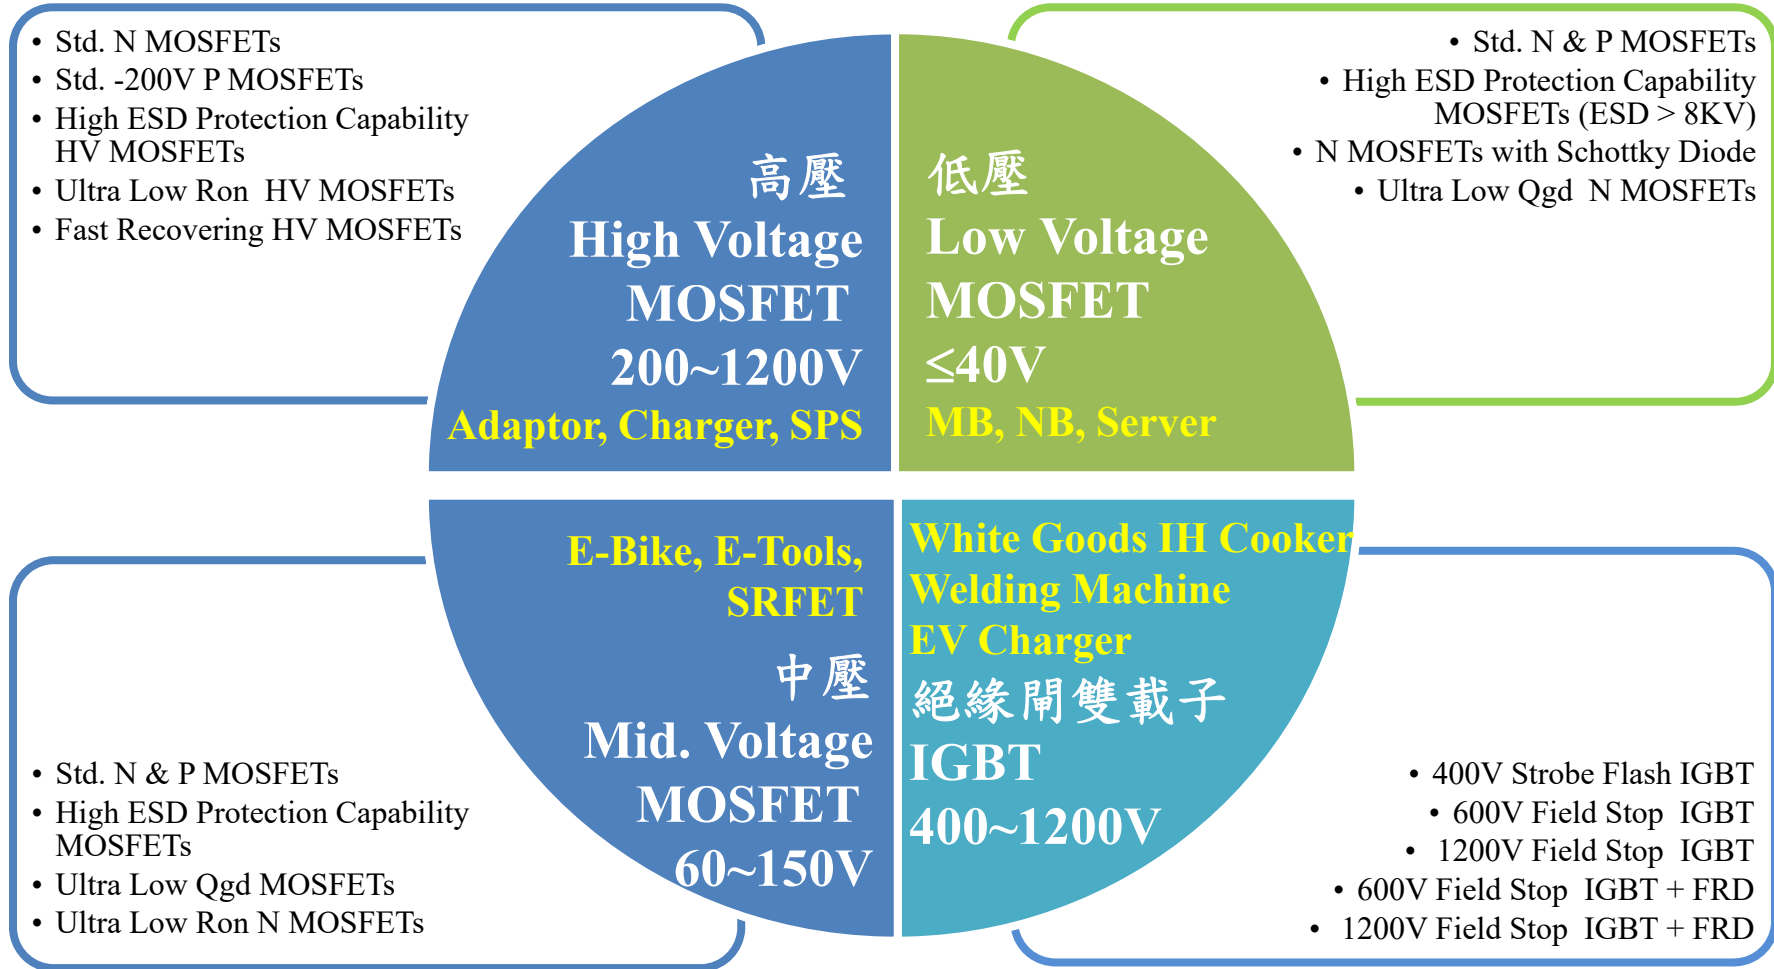 • Std. N MOSFETs
• Std. -200V P MOSFETs
• High ESD Protection Capability
HV MOSFETs
• Ultra Low Ron HV MOSFETs
• Fast Recovering HV MOSFETs
高壓
High Voltage
MOSFET
200~1200V
Adaptor, Charger, SPS
低壓
Low Voltage
MOSFET
≤40V
MB, NB, Server
• Std. N & P MOSFETs
• High ESD Protection Capability
MOSFETs (ESD > 8KV)
• N MOSFETs with Schottky Diode
• Ultra Low Qgd N MOSFETs
E-Bike, E-Tools,
SRFET
中壓
Mid. Voltage
MOSFET
60~150V
• Std. N & P MOSFETs
• High ESD Protection Capability
MOSFETs
• Ultra Low Qgd MOSFETs
• Ultra Low Ron N MOSFETs
White Goods IH Cooker
Welding Machine
EV Charger
絕緣閘雙載子
IGBT
400~1200V
• 400V Strobe Flash IGBT
• 600V Field Stop IGBT
• 1200V Field Stop IGBT
• 600V Field Stop IGBT + FRD
• 1200V Field Stop IGBT + FRD